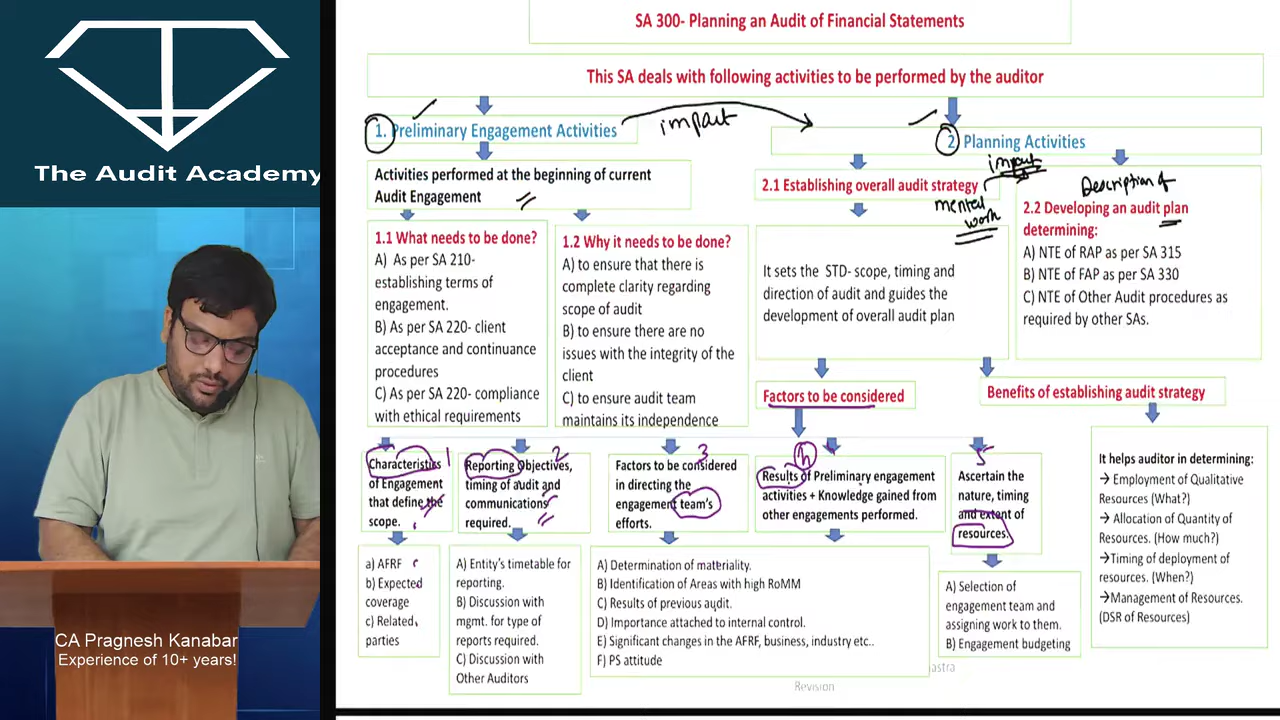 The Audit Academy
CA Pragnesh Kanabar
Experience of 10+ years!
SA 300- Planning an Audit of Financial Statements
This SA deals with following activities to be performed by the auditor
1. Preliminary Engagement Activities
impact
2. Planning Activities
Activities performed at the beginning of current
Audit Engagement
1.1 What needs to be done?
A) As per SA 210-
establishing terms of
engagement.
B) As per SA 220- client
acceptance and continuance
procedures
C) As per SA 220- compliance
with ethical requirements
1.2 Why it needs to be done?
A) to ensure that there is
complete clarity regarding
scope of audit
B) to ensure there are no
issues with the integrity of the
client
C) to ensure audit team
maintains its independence
2.1 Establishing overall audit strategy
impact
mental
work
It sets the STD- scope, timing and
direction of audit and guides the
development of overall audit plan
Description of
2.2 Developing an audit plan
determining:
A) NTE of RAP as per SA 315
B) NTE of FAP as per SA 330
C) NTE of Other Audit procedures as
required by other SAs.
Factors to be considered
Benefits of establishing audit strategy
1
Characteristics
of Engagement
that define the
scope.
2
Reporting Objectives,
timing of audit and
communications
required.
3
Factors to be considered
in directing the
engagement team's
efforts.
4
Results of Preliminary engagement
activities + Knowledge gained from
other engagements performed.
5
Ascertain the
nature, timing
and extent of
resources.
a) AFRF
b) Expected
coverage
c) Related
parties
A) Entity's timetable for
reporting.
B) Discussion with
mgmt. for type of
reports required.
C) Discussion with
Other Auditors
A) Determination of materiality.
B) Identification of Areas with high RoMM
C) Results of previous audit.
D) Importance attached to internal control.
E) Significant changes in the AFRF, business, industry etc..
F) PS attitude
A) Selection of
engagement team and
assigning work to them.
B) Engagement budgeting
It helps auditor in determining:
→ Employment of Qualitative
Resources (What?)
→ Allocation of Quantity of
Resources. (How much?)
→Timing of deployment of
resources. (When?)
→Management of Resources.
(DSR of Resources)
Revision